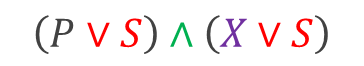 (P ∨ S) ∧ (X ∨ S)